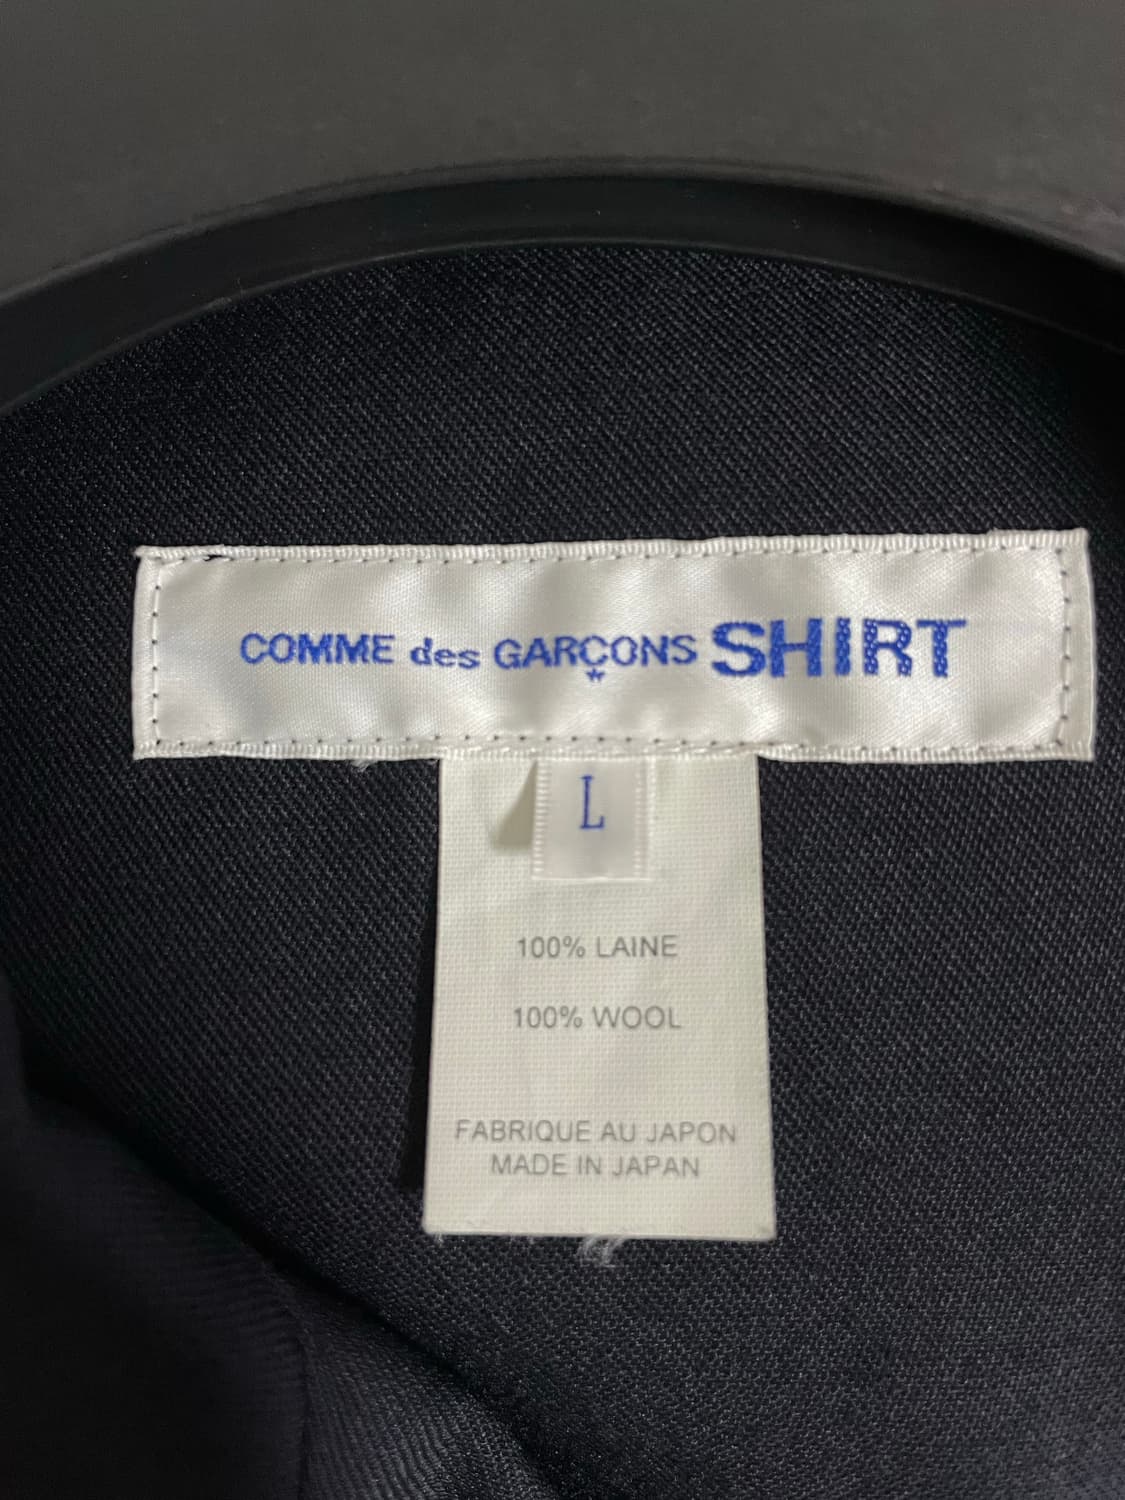 COMME des GARÇONS SHIRT
L
100% LAINE
100% WOOL
FABRIQUE AU JAPON
MADE IN JAPAN